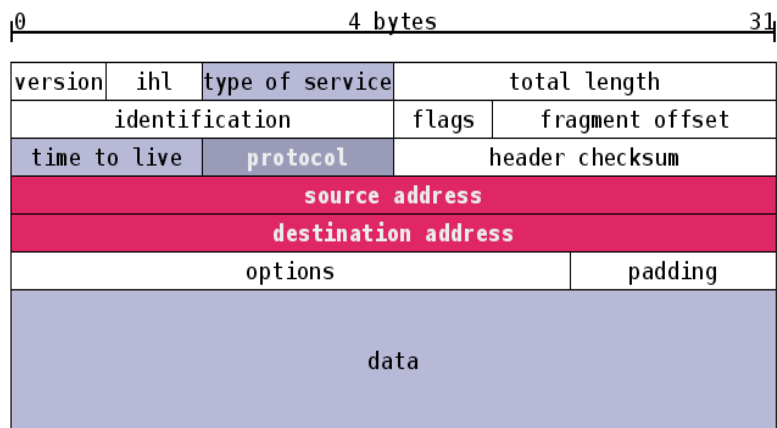 0 4 bytes 31
version ihl type of service total length
identification flags fragment offset
time to live protocol header checksum
source address
destination address
options padding
data